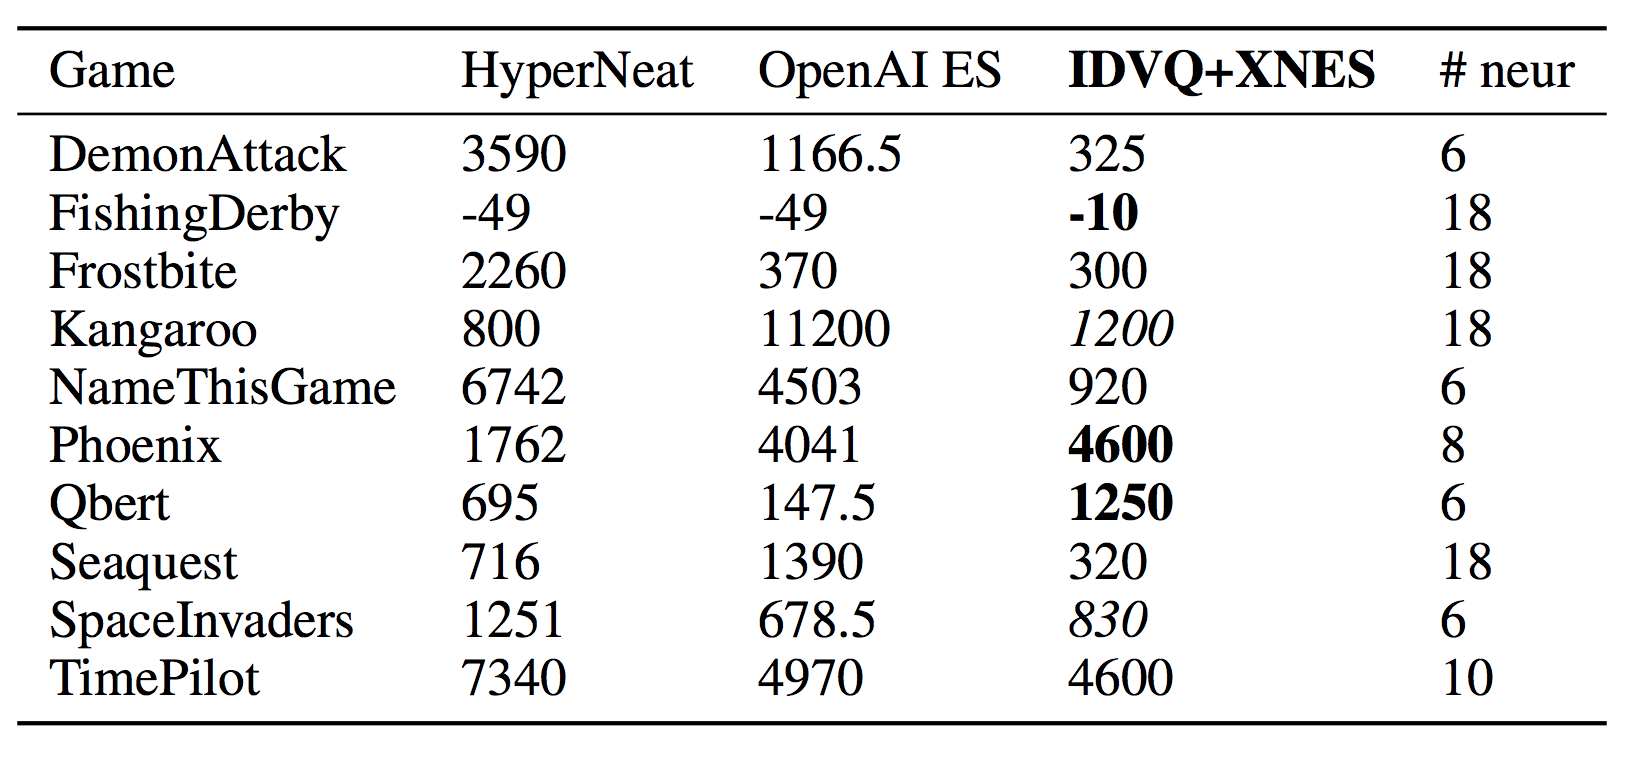 Game HyperNeat OpenAI ES IDVQ+XNES # neur
DemonAttack 3590 1166.5 325 6
FishingDerby -49 -49 -10 18
Frostbite 2260 370 300 18
Kangaroo 800 11200 1200 18
NameThisGame 6742 4503 920 6
Phoenix 1762 4041 4600 8
Qbert 695 147.5 1250 6
Seaquest 716 1390 320 18
SpaceInvaders 1251 678.5 830 6
TimePilot 7340 4970 4600 10